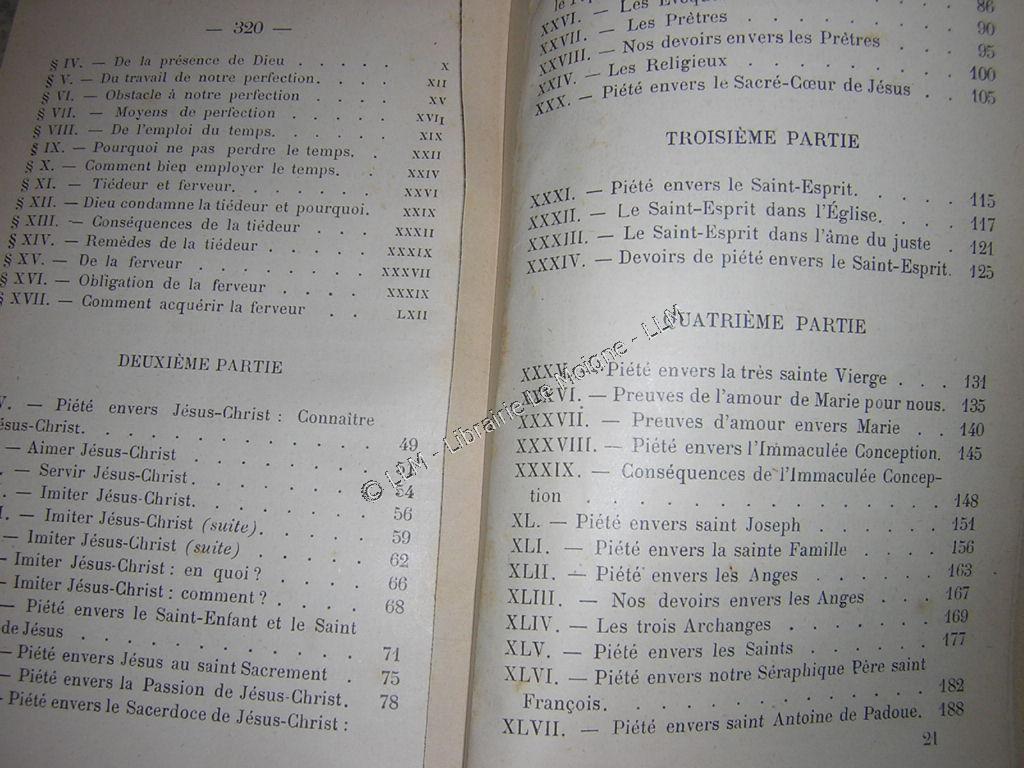 — 320 —
§ IV. — De la présence de Dieu . . . . . X
§ V. — Du travail de notre perfection. . . . . XII
§ VI. — Obstacle à notre perfection . . . . XV
§ VII. — Moyens de perfection . . . . . XVII
§ VIII. — De l'emploi du temps. . . . . . XIX
§ IX. — Pourquoi ne pas perdre le temps. . XXII
§ X. — Comment bien employer le temps. . . XXIV
§ XI. — Tiédeur et ferveur. . . . . . . XXVI
§ XII. — Dieu condamne la tiédeur et pourquoi. XXIX
§ XIII. — Conséquences de la tiédeur . . . XXXII
§ XIV. — Remèdes de la tiédeur . . . . . XXXIX
§ XV. — De la ferveur . . . . . . . . XXXVII
§ XVI. — Obligation de la ferveur . . . . XXXIX
§ XVII. — Comment acquérir la ferveur . . LXII
DEUXIÈME PARTIE
V. — Piété envers Jésus-Christ : Connaître
ésus-Christ. . . . . . . . . . . . 49
— Aimer Jésus-Christ . . . . . . .
. — Servir Jésus-Christ. . . . . . . 54
. — Imiter Jésus-Christ. . . . . . . 56
I. — Imiter Jésus-Christ (suite). . . . . 59
— Imiter Jésus-Christ (suite) . . . . . 62
— Imiter Jésus-Christ : en quoi ? . . . . 66
— Imiter Jésus-Christ : comment ? . . . . 68
— Piété envers le Saint-Enfant et le Saint
de Jésus . . . . . . . . . . . 71
— Piété envers Jésus au saint Sacrement . 75
— Piété envers la Passion de Jésus-Christ. 78
— Piété envers le Sacerdoce de Jésus-Christ :
86
XXVI. — Les
XXVII. — Les Prêtres . . . . . . 90
XXVIII. — Nos devoirs envers les Prêtres . . 95
XXIV. — Les Religieux . . . . . . . 100
XXX. — Piété envers le Sacré-Cœur de Jésus . . 105
TROISIÈME PARTIE
XXXI. — Piété envers le Saint-Esprit. . . . . 115
XXXII. — Le Saint-Esprit dans l'Église. . . . 117
XXXIII. — Le Saint-Esprit dans l'âme du juste . 121
XXXIV. — Devoirs de piété envers le Saint-Esprit. 125
QUATRIÈME PARTIE
XXXV. — Piété envers la très sainte Vierge . . . 131
XXXVI. — Preuves de l'amour de Marie pour nous. 135
XXXVII. — Preuves d'amour envers Marie . . 140
XXXVIII. — Piété envers l'Immaculée Conception. 145
XXXIX. — Conséquences de l'Immaculée Concep-
tion . . . . . . . . . . . . . 148
XL. — Piété envers saint Joseph . . . . . 151
XLI. — Piété envers la sainte Famille . . . . 156
XLII. — Piété envers les Anges . . . . . . 163
XLIII. — Nos devoirs envers les Anges . . . . 167
XLIV. — Les trois Archanges . . . . . . . 169
XLV. — Piété envers les Saints . . . . . . 177
XLVI. — Piété envers notre Séraphique Père saint
François. . . . . . . . . . . . . 182
XLVII. — Piété envers saint Antoine de Padoue. 188
21
© LLM - Librairie Le Moigne - LLM